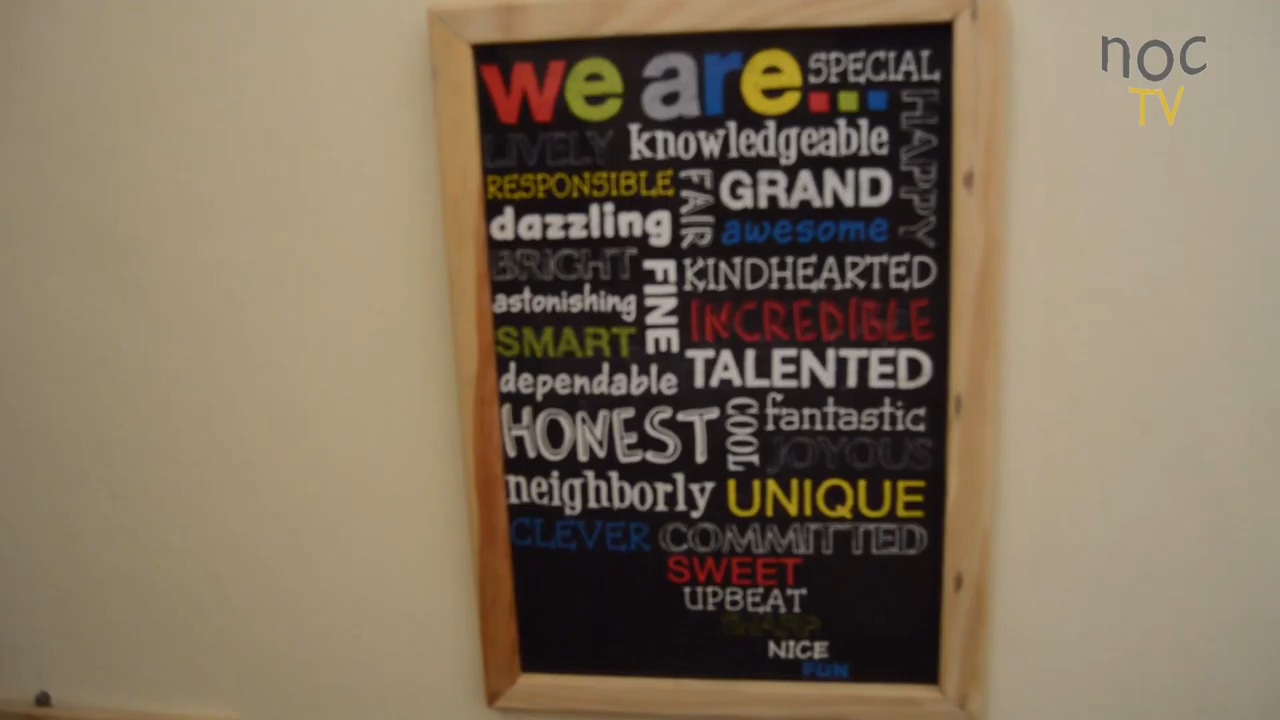 we are...
SPECIAL
HAPPY
LIVELY
knowledgeable
RESPONSIBLE
FAIR
GRAND
dazzling
awesome
BRIGHT
FINE
KINDHEARTED
astonishing
INCREDIBLE
SMART
TALENTED
dependable
HONEST
COOL
fantastic
JOYOUS
neighborly
UNIQUE
CLEVER
COMMITTED
SWEET
UPBEAT
SHARP
NICE
FUN
noc
TV